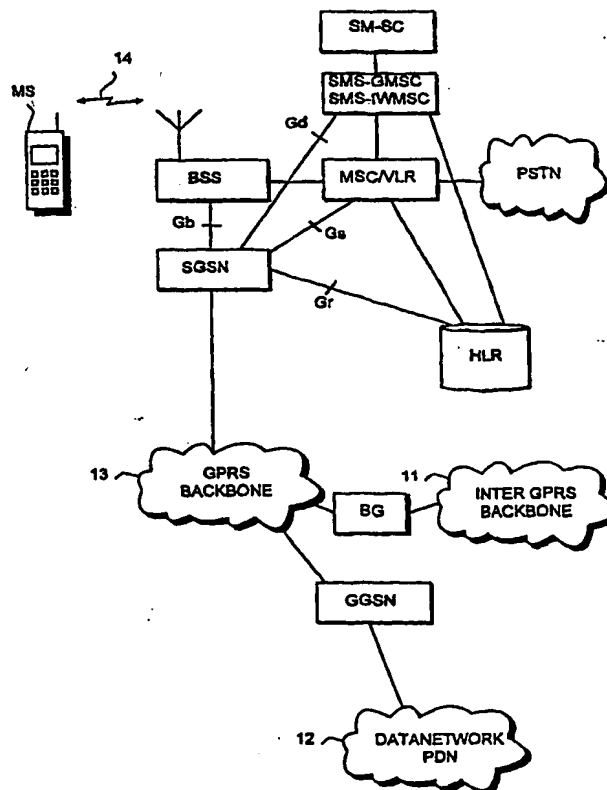 SM-SC
14
SMS-GMSC
SMS-IWMSC
MS
Gd
BSS
MSC/VLR
PSTN
Gb
Gs
SGSN
Gr
HLR
13
GPRS
BACKBONE
11
INTER GPRS
BACKBONE
BG
GGSN
12
DATANETWORK
PDN